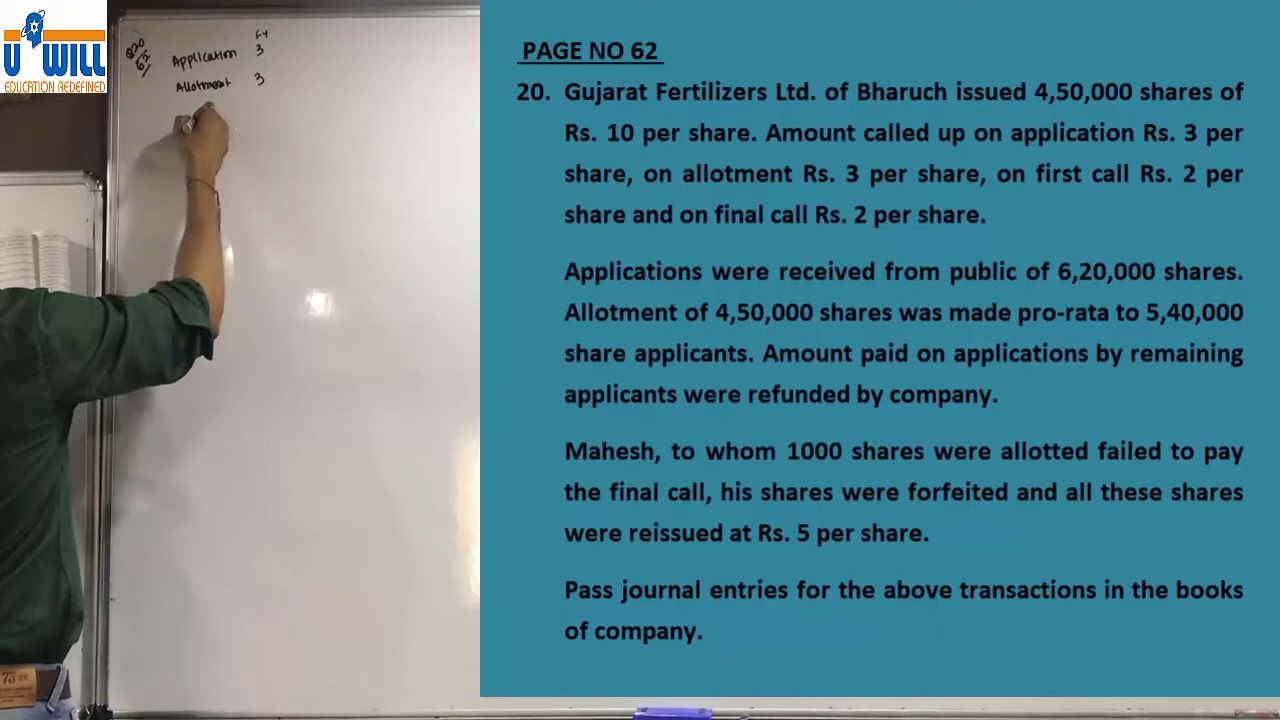 U WILL
EDUCATION REDEFINED
Q20
62
FV
Application 3
Allotment 3
PAGE NO 62
20. Gujarat Fertilizers Ltd. of Bharuch issued 4,50,000 shares of
Rs. 10 per share. Amount called up on application Rs. 3 per
share, on allotment Rs. 3 per share, on first call Rs. 2 per
share and on final call Rs. 2 per share.
Applications were received from public of 6,20,000 shares.
Allotment of 4,50,000 shares was made pro-rata to 5,40,000
share applicants. Amount paid on applications by remaining
applicants were refunded by company.
Mahesh, to whom 1000 shares were allotted failed to pay
the final call, his shares were forfeited and all these shares
were reissued at Rs. 5 per share.
Pass journal entries for the above transactions in the books
of company.